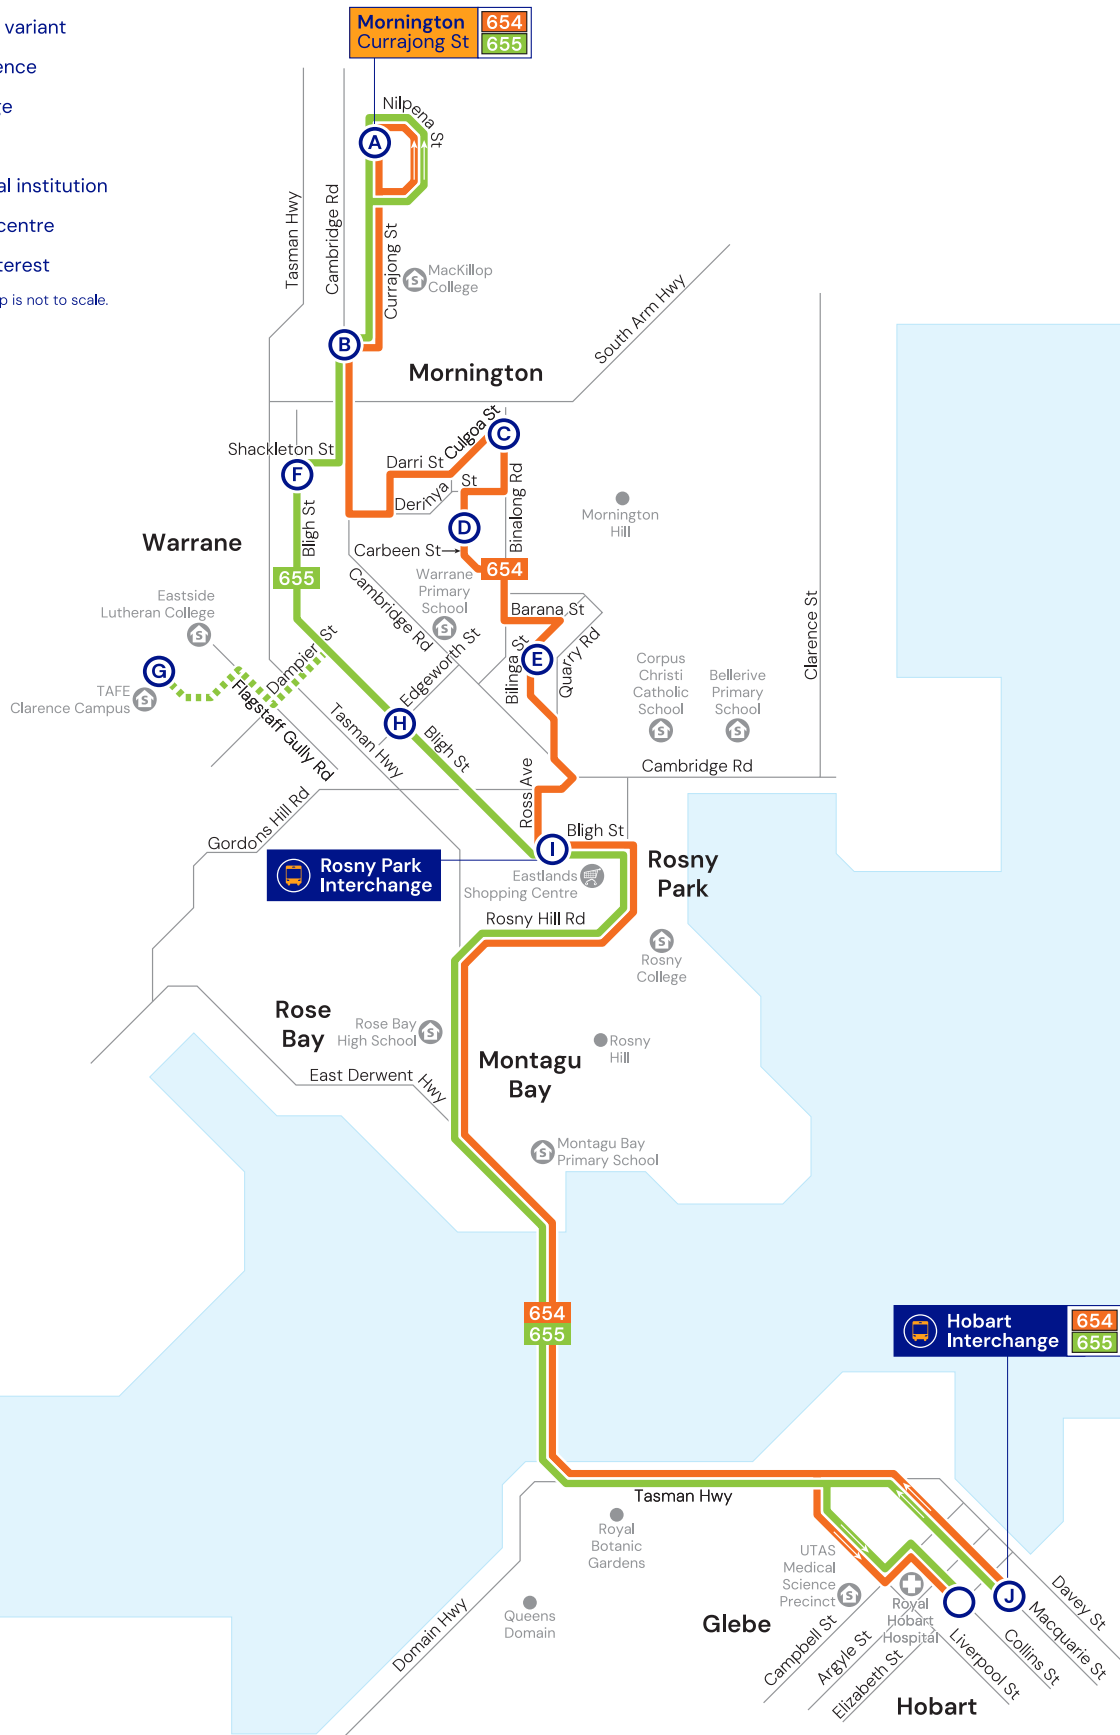 variant
ence
ge
al institution
centre
terest
p is not to scale.
Mornington
Currajong St
654
655
Nilpena St
A
Tasman Hwy
Cambridge Rd
Currajong St
MacKillop
College
South Arm Hwy
B
Mornington
Shackleton St
F
Darri St
Culgoa St
C
Derinya St
Binalong Rd
D
Bligh St
Carbeen St
Mornington
Hill
Warrane
655
654
Cambridge Rd
Warrane
Primary
School
Eastside
Lutheran College
Barana St
Clarence St
Dampier St
Edgeworth St
Bilinga St
E
Quarry Rd
G
TAFE
Clarence Campus
Flagstaff Gully Rd
Corpus
Christi
Catholic
School
Bellerive
Primary
School
Tasman Hwy
H
Bligh St
Cambridge Rd
Gordons Hill Rd
Ross Ave
Bligh St
I
Rosny Park
Interchange
Eastlands
Shopping Centre
Rosny
Park
Rosny Hill Rd
Rosny
College
Rose
Bay
Rose Bay
High School
Rosny
Hill
Montagu
Bay
East Derwent Hwy
Montagu Bay
Primary School
654
655
Hobart
Interchange
654
655
Tasman Hwy
Royal
Botanic
Gardens
UTAS
Medical
Science
Precinct
Queens
Domain
Domain Hwy
Glebe
Royal
Hobart
Hospital
J
Davey St
Macquarie St
Collins St
Liverpool St
Campbell St
Argyle St
Elizabeth St
Hobart